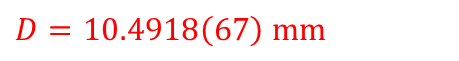 D = 10.4918(67) mm